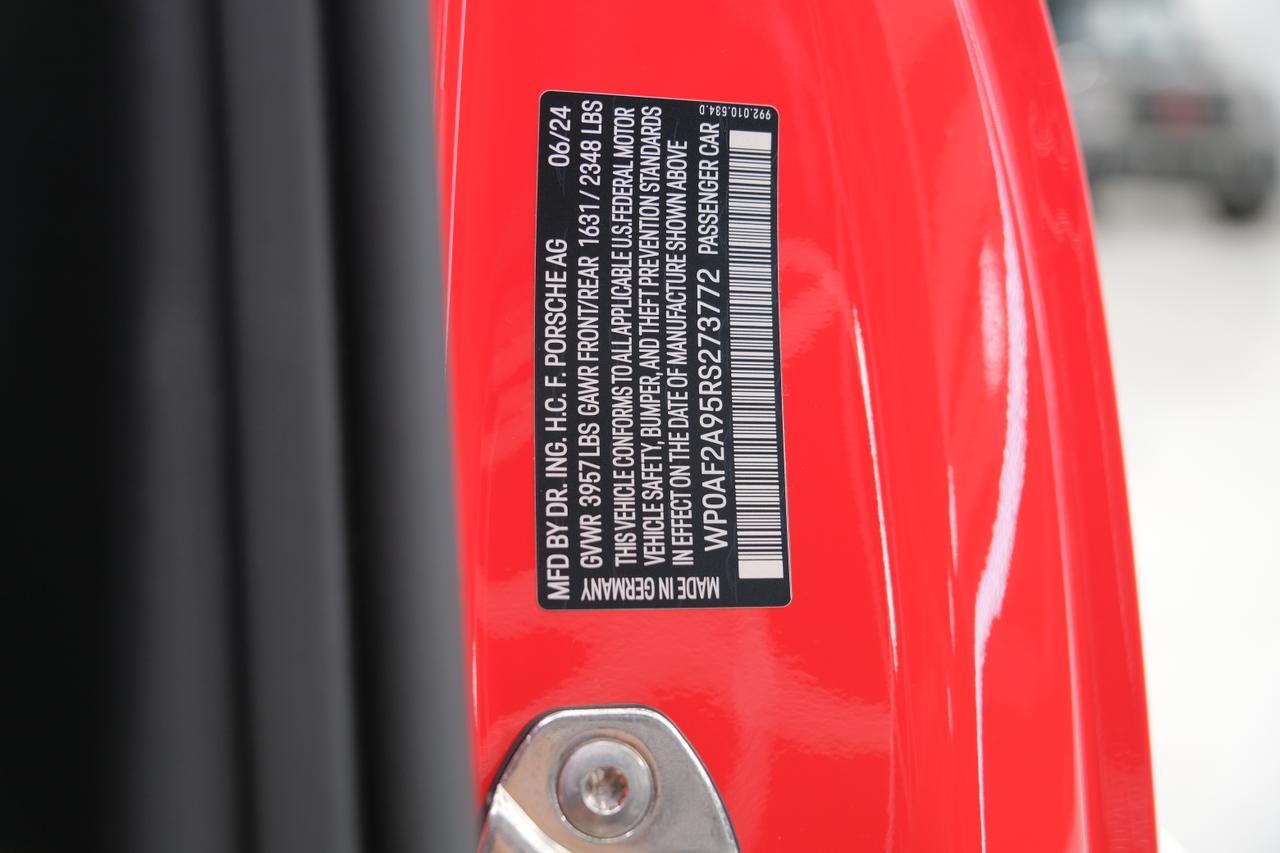 MFD BY DR. ING. H.C. F. PORSCHE AG 06/24
GVWR 3957 LBS GAWR FRONT/REAR 1631 / 2348 LBS
THIS VEHICLE CONFORMS TO ALL APPLICABLE U.S.FEDERAL MOTOR
VEHICLE SAFETY, BUMPER, AND THEFT PREVENTION STANDARDS
IN EFFECT ON THE DATE OF MANUFACTURE SHOWN ABOVE
WP0AF2A95RS273772 PASSENGER CAR
MADE IN GERMANY
992.010.534.D